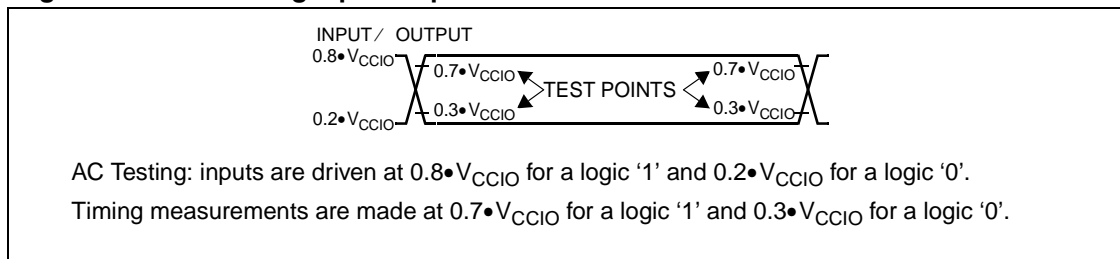 INPUT/ OUTPUT
0.8•VCCIO
0.7•VCCIO
0.7•VCCIO
TEST POINTS
0.3•VCCIO
0.3•VCCIO
0.2•VCCIO
AC Testing: inputs are driven at 0.8•VCCIO for a logic ‘1’ and 0.2•VCCIO for a logic ‘0’.
Timing measurements are made at 0.7•VCCIO for a logic ‘1’ and 0.3•VCCIO for a logic ‘0’.